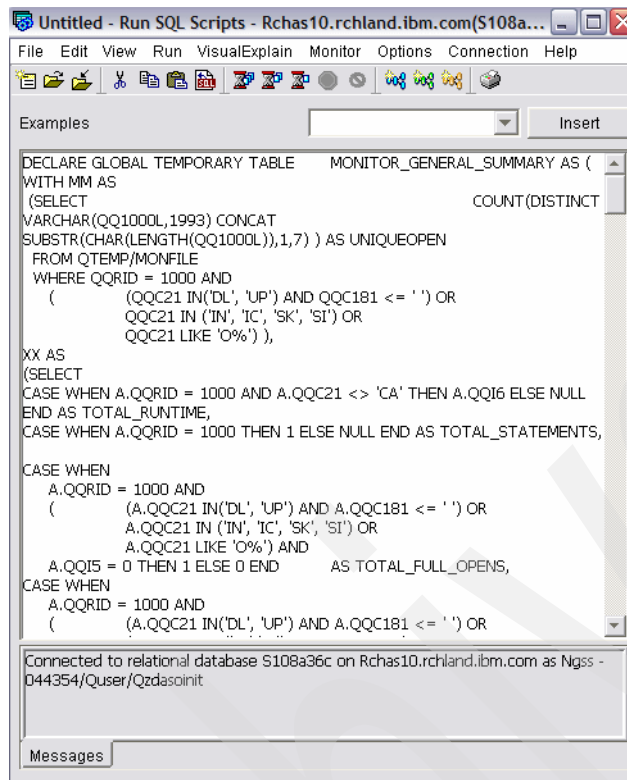 Untitled - Run SQL Scripts - Rchas10.rchland.ibm.com(S108a...
File Edit View Run VisualExplain Monitor Options Connection Help
Examples Insert
DECLARE GLOBAL TEMPORARY TABLE MONITOR_GENERAL_SUMMARY AS (
WITH MM AS
(SELECT COUNT(DISTINCT
VARCHAR(QQ1000L,1993) CONCAT
SUBSTR(CHAR(LENGTH(QQ1000L)),1,7) ) AS UNIQUEOPEN
FROM QTEMP/MONFILE
WHERE QQRID = 1000 AND
( (QQC21 IN('DL', 'UP') AND QQC181 <= ' ') OR
QQC21 IN ('IN', 'IC', 'SK', 'SI') OR
QQC21 LIKE 'O%') ),
XX AS
(SELECT
CASE WHEN A.QQRID = 1000 AND A.QQC21 <> 'CA' THEN A.QQI6 ELSE NULL
END AS TOTAL_RUNTIME,
CASE WHEN A.QQRID = 1000 THEN 1 ELSE NULL END AS TOTAL_STATEMENTS,
CASE WHEN
A.QQRID = 1000 AND
( (A.QQC21 IN('DL', 'UP') AND A.QQC181 <= ' ') OR
A.QQC21 IN ('IN', 'IC', 'SK', 'SI') OR
A.QQC21 LIKE 'O%') AND
A.QQI5 = 0 THEN 1 ELSE 0 END AS TOTAL_FULL_OPENS,
CASE WHEN
A.QQRID = 1000 AND
( (A.QQC21 IN('DL', 'UP') AND A.QQC181 <= ' ') OR
Connected to relational database S108a36c on Rchas10.rchland.ibm.com as Ngss -
044354/Quser/Qzdasoinit
Messages